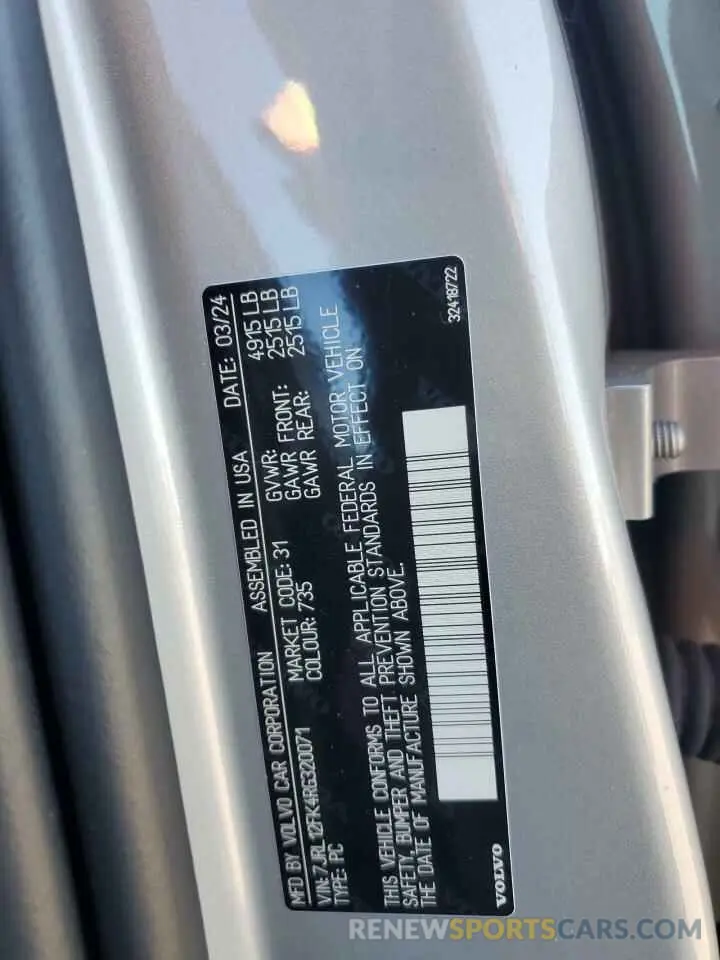 MFD BY VOLVO CAR CORPORATION ASSEMBLED IN USA DATE: 03/24
VIN: 7JRL12FK4RG320071 MARKET CODE: 31 GVWR: 4915 LB
TYPE: PC COLOUR: 735 GAWR FRONT: 2515 LB
GAWR REAR: 2515 LB
THIS VEHICLE CONFORMS TO ALL APPLICABLE FEDERAL MOTOR VEHICLE
SAFETY, BUMPER AND THEFT PREVENTION STANDARDS IN EFFECT ON
THE DATE OF MANUFACTURE SHOWN ABOVE.
VOLVO 32418722
RENEWSPORTSCARS.COM